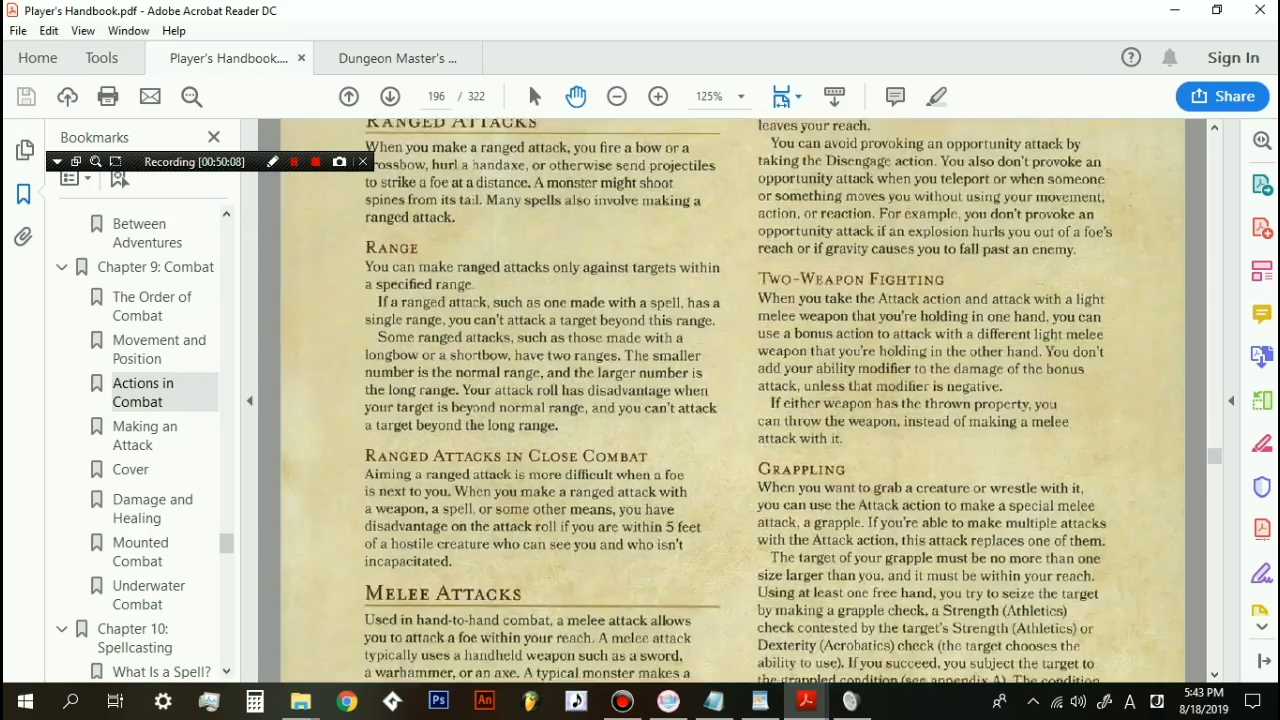 Player's Handbook.pdf - Adobe Acrobat Reader DC
File Edit View Window Help
Home Tools Player's Handbook.... × Dungeon Master's ... Sign In
196 / 322 125% Share
Bookmarks
Recording [00:50:08]
Between
Adventures
Chapter 9: Combat
The Order of
Combat
Movement and
Position
Actions in
Combat
Making an
Attack
Cover
Damage and
Healing
Mounted
Combat
Underwater
Combat
Chapter 10:
Spellcasting
What Is a Spell?
RANGED ATTACKS
When you make a ranged attack, you fire a bow or a
crossbow, hurl a handaxe, or otherwise send projectiles
to strike a foe at a distance. A monster might shoot
spines from its tail. Many spells also involve making a
ranged attack.
RANGE
You can make ranged attacks only against targets within
a specified range.
If a ranged attack, such as one made with a spell, has a
single range, you can't attack a target beyond this range.
Some ranged attacks, such as those made with a
longbow or a shortbow, have two ranges. The smaller
number is the normal range, and the larger number is
the long range. Your attack roll has disadvantage when
your target is beyond normal range, and you can't attack
a target beyond the long range.
RANGED ATTACKS IN CLOSE COMBAT
Aiming a ranged attack is more difficult when a foe
is next to you. When you make a ranged attack with
a weapon, a spell, or some other means, you have
disadvantage on the attack roll if you are within 5 feet
of a hostile creature who can see you and who isn't
incapacitated.
MELEE ATTACKS
Used in hand-to-hand combat, a melee attack allows
you to attack a foe within your reach. A melee attack
typically uses a handheld weapon such as a sword,
a warhammer, or an axe. A typical monster makes a
leaves your reach.
You can avoid provoking an opportunity attack by
taking the Disengage action. You also don't provoke an
opportunity attack when you teleport or when someone
or something moves you without using your movement,
action, or reaction. For example, you don't provoke an
opportunity attack if an explosion hurls you out of a foe's
reach or if gravity causes you to fall past an enemy.
TWO-WEAPON FIGHTING
When you take the Attack action and attack with a light
melee weapon that you're holding in one hand, you can
use a bonus action to attack with a different light melee
weapon that you're holding in the other hand. You don't
add your ability modifier to the damage of the bonus
attack, unless that modifier is negative.
If either weapon has the thrown property, you
can throw the weapon, instead of making a melee
attack with it.
GRAPPLING
When you want to grab a creature or wrestle with it,
you can use the Attack action to make a special melee
attack, a grapple. If you're able to make multiple attacks
with the Attack action, this attack replaces one of them.
The target of your grapple must be no more than one
size larger than you, and it must be within your reach.
Using at least one free hand, you try to seize the target
by making a grapple check, a Strength (Athletics)
check contested by the target's Strength (Athletics) or
Dexterity (Acrobatics) check (the target chooses the
ability to use). If you succeed, you subject the target to
the grappled condition (see appendix A). The condition
Ps An A
5:43 PM
8/18/2019